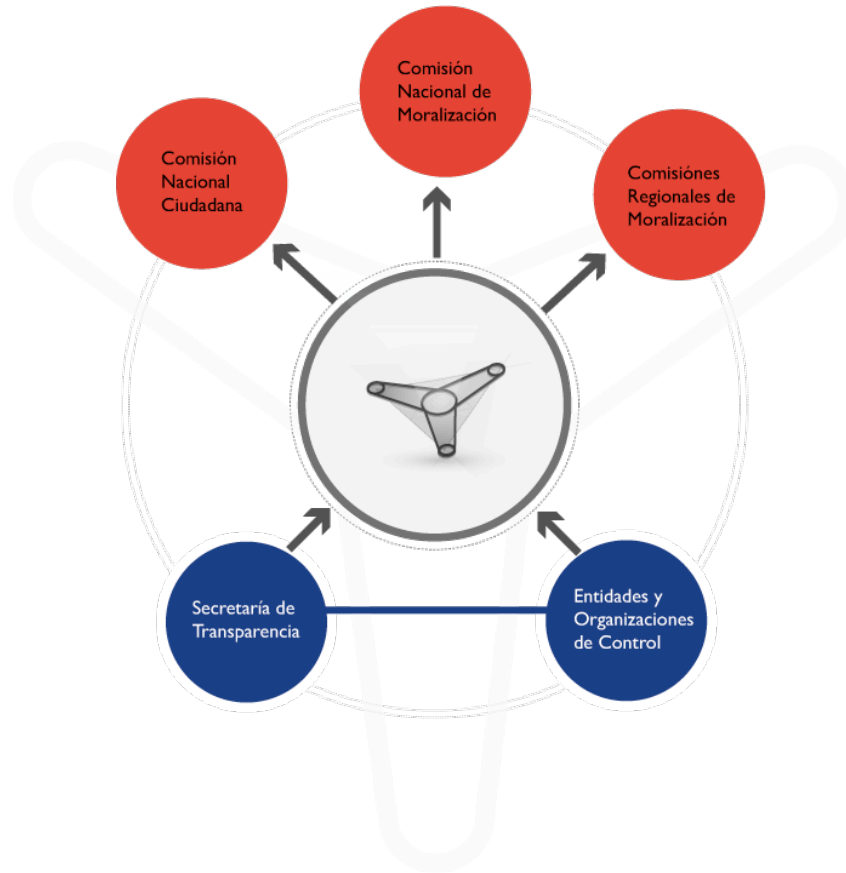 Comisión
Nacional de
Moralización
Comisión
Nacional
Ciudadana
Comisiónes
Regionales de
Moralización
Secretaría de
Transparencia
Entidades y
Organizaciones
de Control